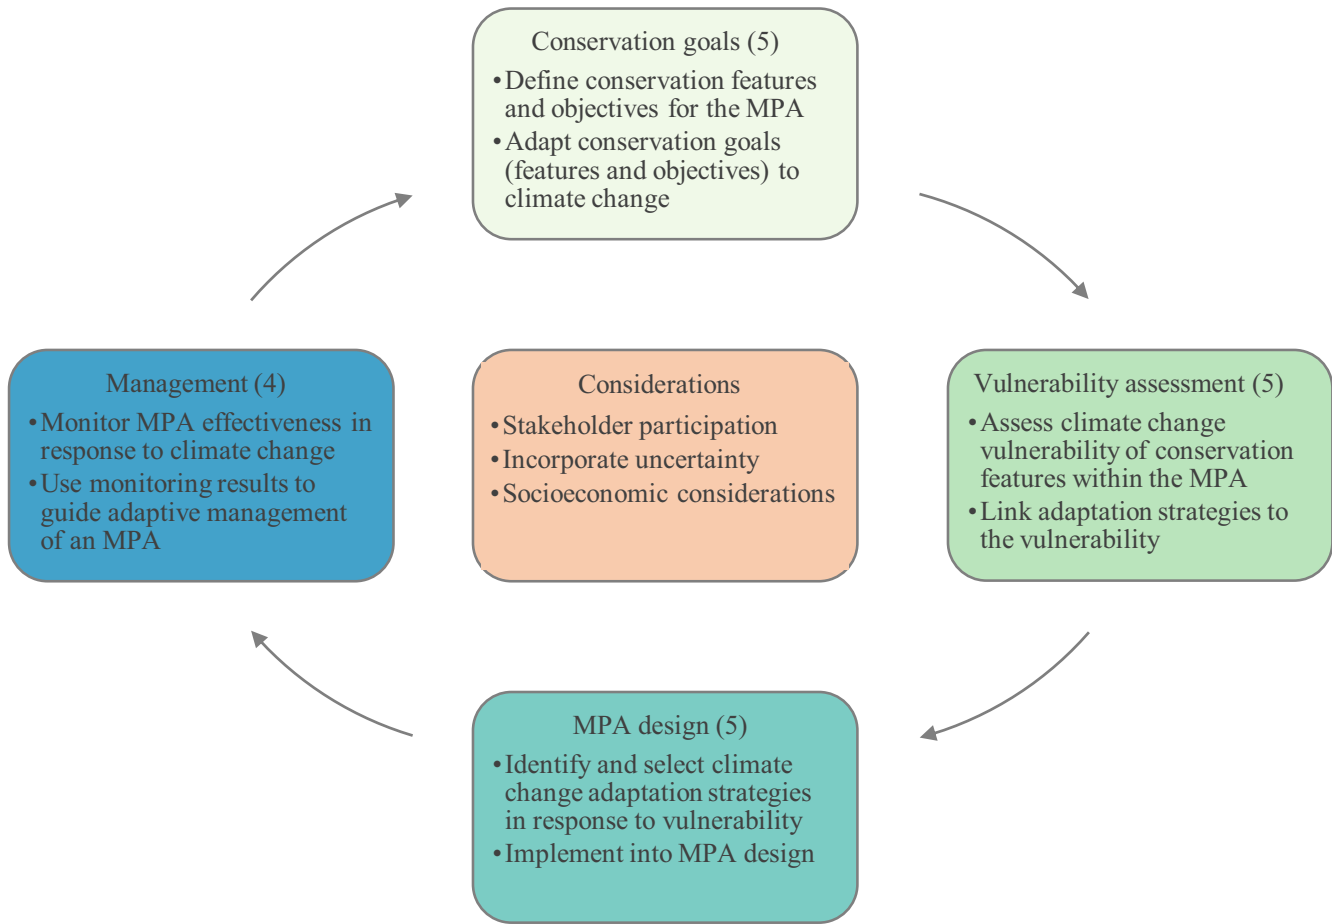 Conservation goals (5)
•Define conservation features
and objectives for the MPA
•Adapt conservation goals
(features and objectives) to
climate change
Management (4)
•Monitor MPA effectiveness in
response to climate change
•Use monitoring results to
guide adaptive management
of an MPA
Considerations
•Stakeholder participation
•Incorporate uncertainty
•Socioeconomic considerations
Vulnerability assessment (5)
•Assess climate change
vulnerability of conservation
features within the MPA
•Link adaptation strategies to
the vulnerability
MPA design (5)
•Identify and select climate
change adaptation strategies
in response to vulnerability
•Implement into MPA design